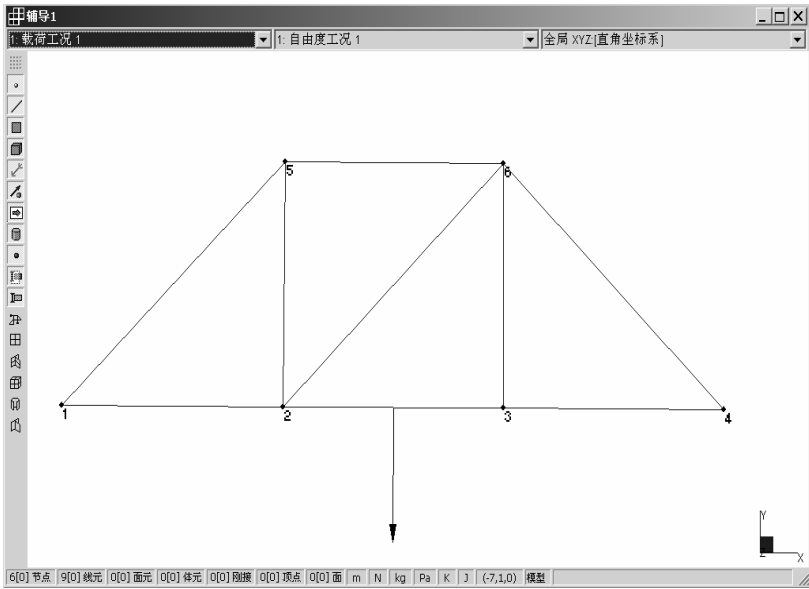 辅导1
1: 载荷工况 1 1: 自由度工况 1 全局 XYZ[直角坐标系]
5 6
1 2 3 4
Y
Z X
6[0] 节点 9[0] 线元 0[0] 面元 0[0] 体元 0[0] 刚接 0[0] 顶点 0[0] 面 m N kg Pa K J (-7,1,0) 模型